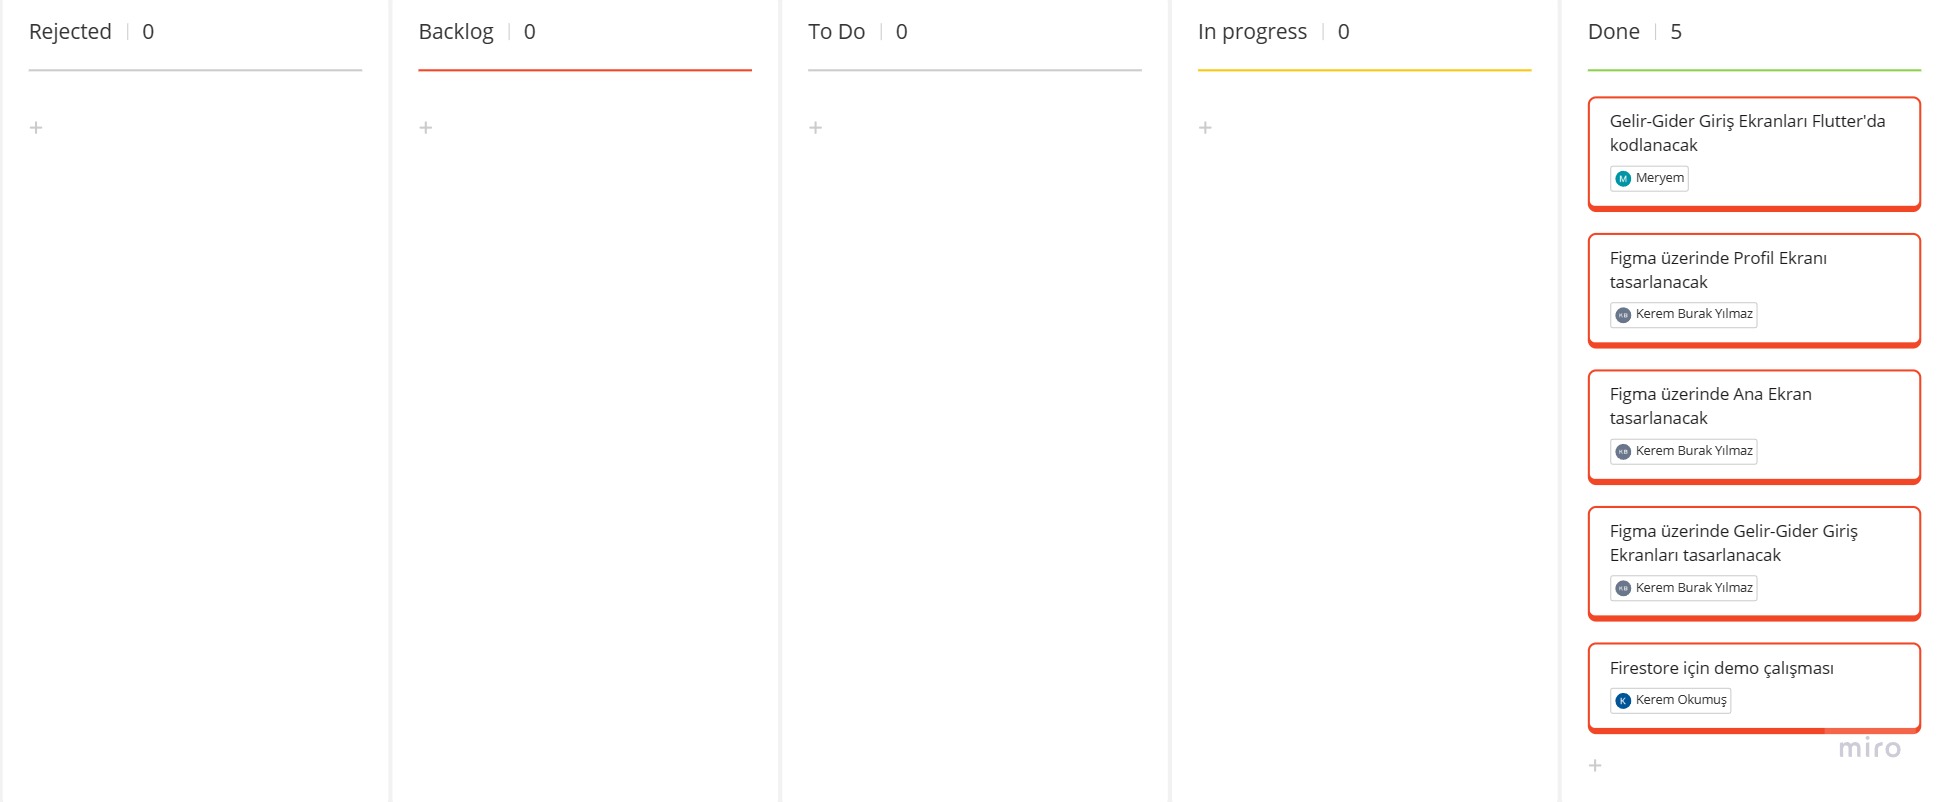 Rejected 0
Backlog 0
To Do 0
In progress 0
Done 5
Gelir-Gider Giriş Ekranları Flutter'da
kodlanacak
M Meryem
Figma üzerinde Profil Ekranı
tasarlanacak
KB Kerem Burak Yılmaz
Figma üzerinde Ana Ekran
tasarlanacak
KB Kerem Burak Yılmaz
Figma üzerinde Gelir-Gider Giriş
Ekranları tasarlanacak
KB Kerem Burak Yılmaz
Firestore için demo çalışması
K Kerem Okumuş
miro